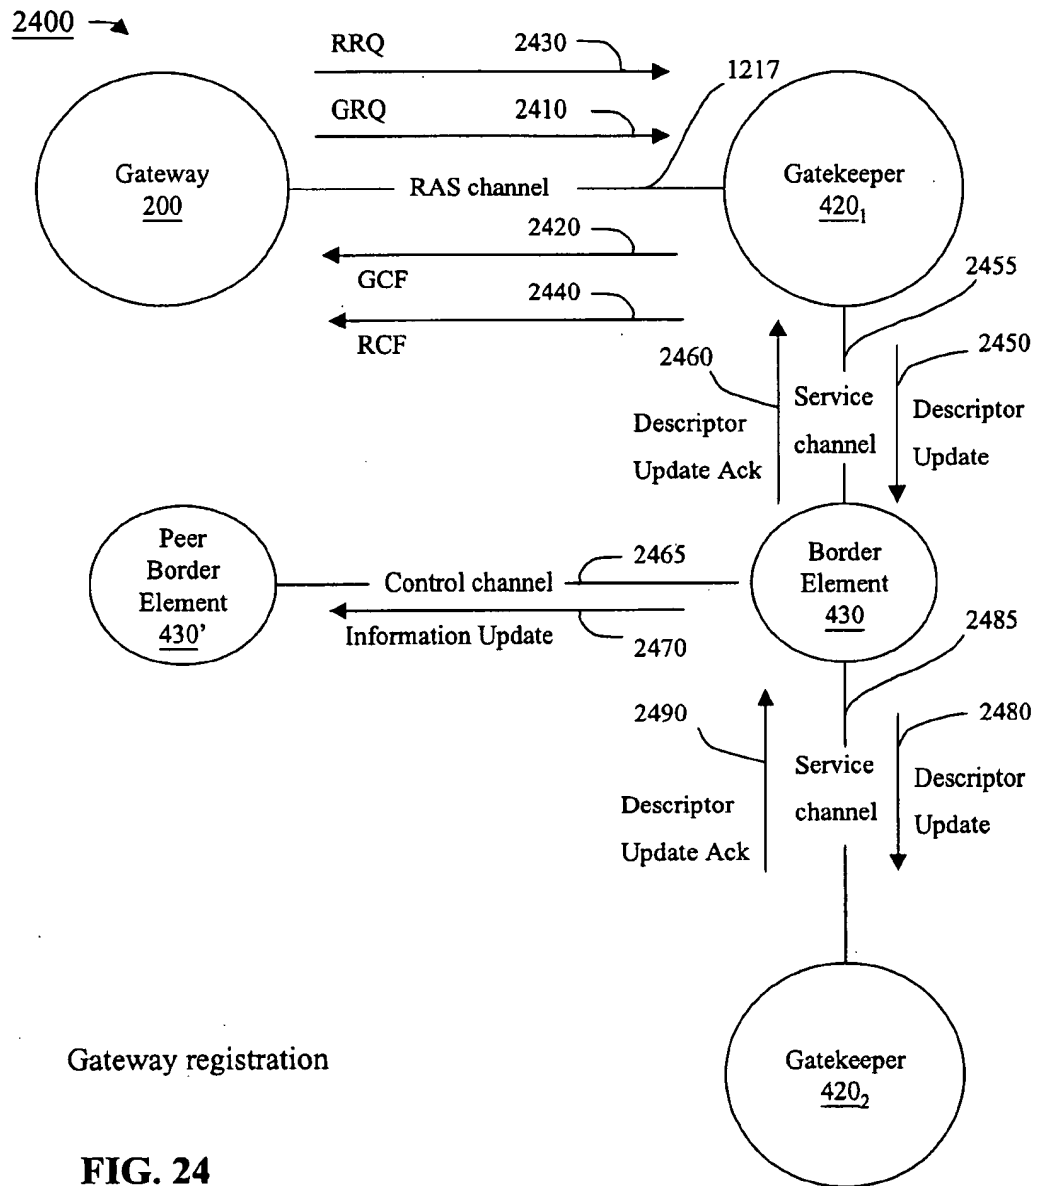 2400
RRQ
2430
1217
GRQ
2410
Gateway
200
RAS channel
Gatekeeper
420₁
2420
GCF
2440
RCF
2455
2460
2450
Service
channel
Descriptor
Update Ack
Descriptor
Update
Peer
Border
Element
430’
Control channel
2465
Border
Element
430
Information Update
2470
2485
2490
2480
Service
channel
Descriptor
Update Ack
Descriptor
Update
Gateway registration
Gatekeeper
420₂
FIG. 24